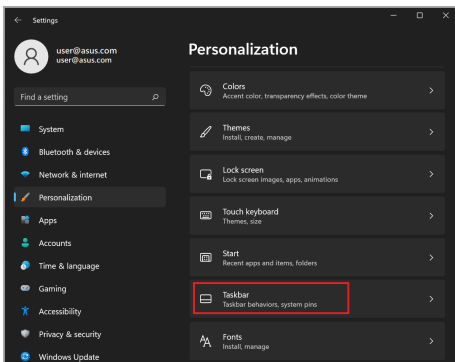 Settings
user@asus.com
user@asus.com
Find a setting
System
Bluetooth & devices
Network & internet
Personalization
Apps
Accounts
Time & language
Gaming
Accessibility
Privacy & security
Windows Update
Personalization
Colors
Accent color, transparency effects, color theme
Themes
Install, create, manage
Lock screen
Lock screen images, apps, animations
Touch keyboard
Themes, size
Start
Recent apps and items, folders
Taskbar
Taskbar behaviors, system pins
Fonts
Install, manage